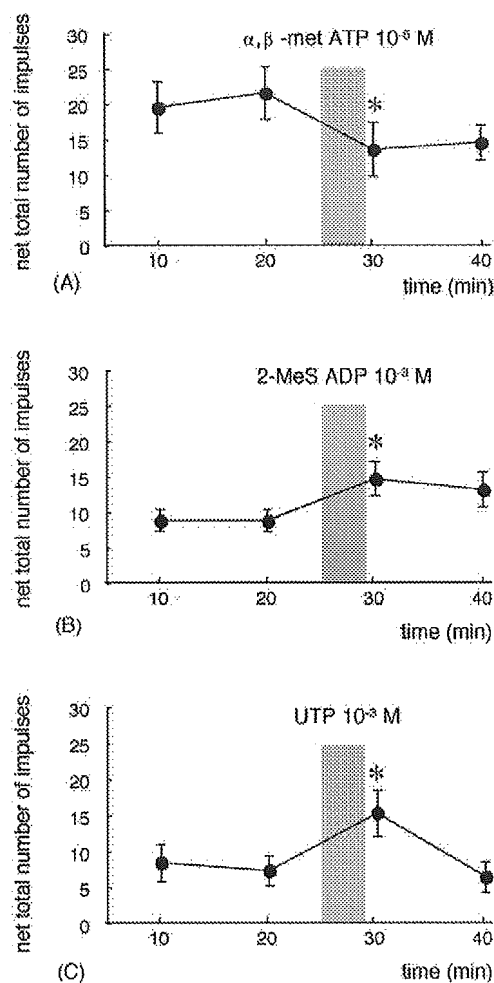 α,β -met ATP M
net total number of impulses
30
25
20
15
10
5
0
*
10 20 30 40
(A)
time (min)
2-MeS ADP 10⁻³ M
net total number of impulses
30
25
20
15
10
5
0
*
10 20 30 40
(B)
time (min)
UTP 10⁻³ M
net total number of impulses
30
25
20
15
10
5
0
*
10 20 30 40
(C)
time (min)